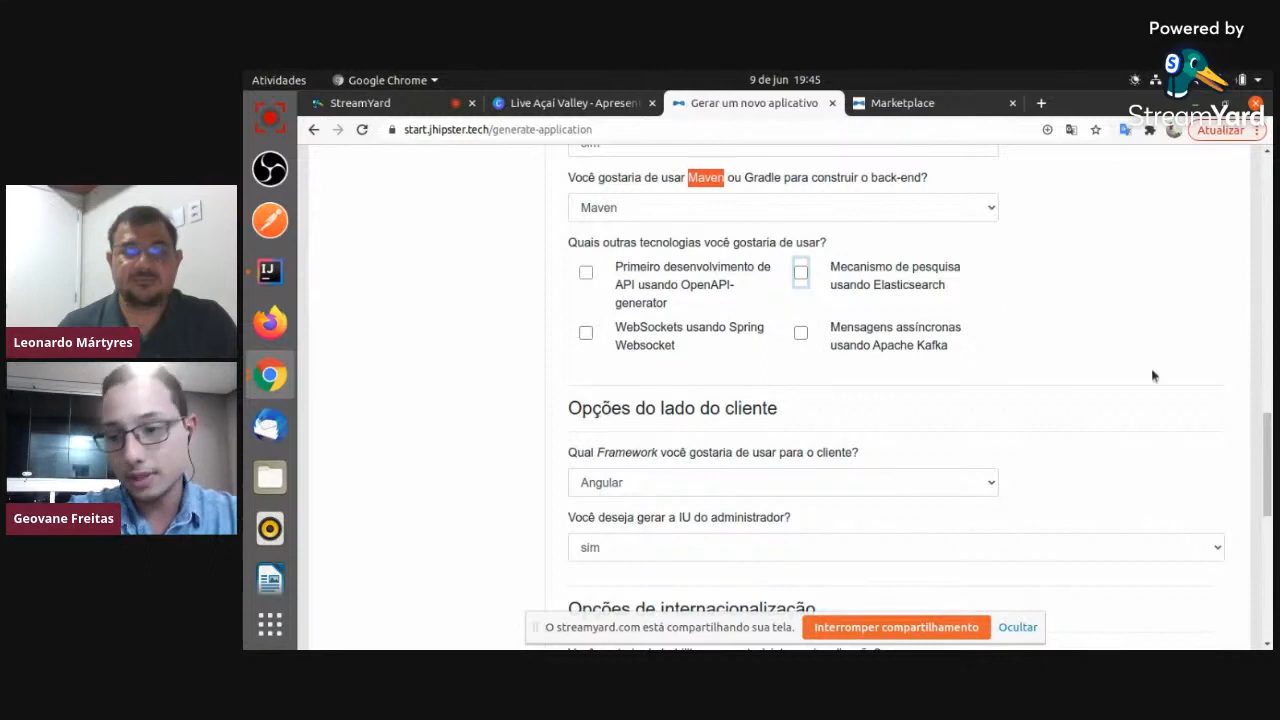 Powered by
StreamYard
Atividades
Google Chrome
9 de jun 19:45
StreamYard
Live Açaí Valley - Apresen
Gerar um novo aplicativo
Marketplace
start.jhipster.tech/generate-application
Atualizar
sim
Você gostaria de usar Maven ou Gradle para construir o back-end?
Maven
Quais outras tecnologias você gostaria de usar?
Primeiro desenvolvimento de
API usando OpenAPI-
generator
Mecanismo de pesquisa
usando Elasticsearch
WebSockets usando Spring
Websocket
Mensagens assíncronas
usando Apache Kafka
Opções do lado do cliente
Qual Framework você gostaria de usar para o cliente?
Angular
Você deseja gerar a IU do administrador?
sim
Opções de internacionalização
O streamyard.com está compartilhando sua tela.
Interromper compartilhamento
Ocultar
Leonardo Mártyres
Geovane Freitas